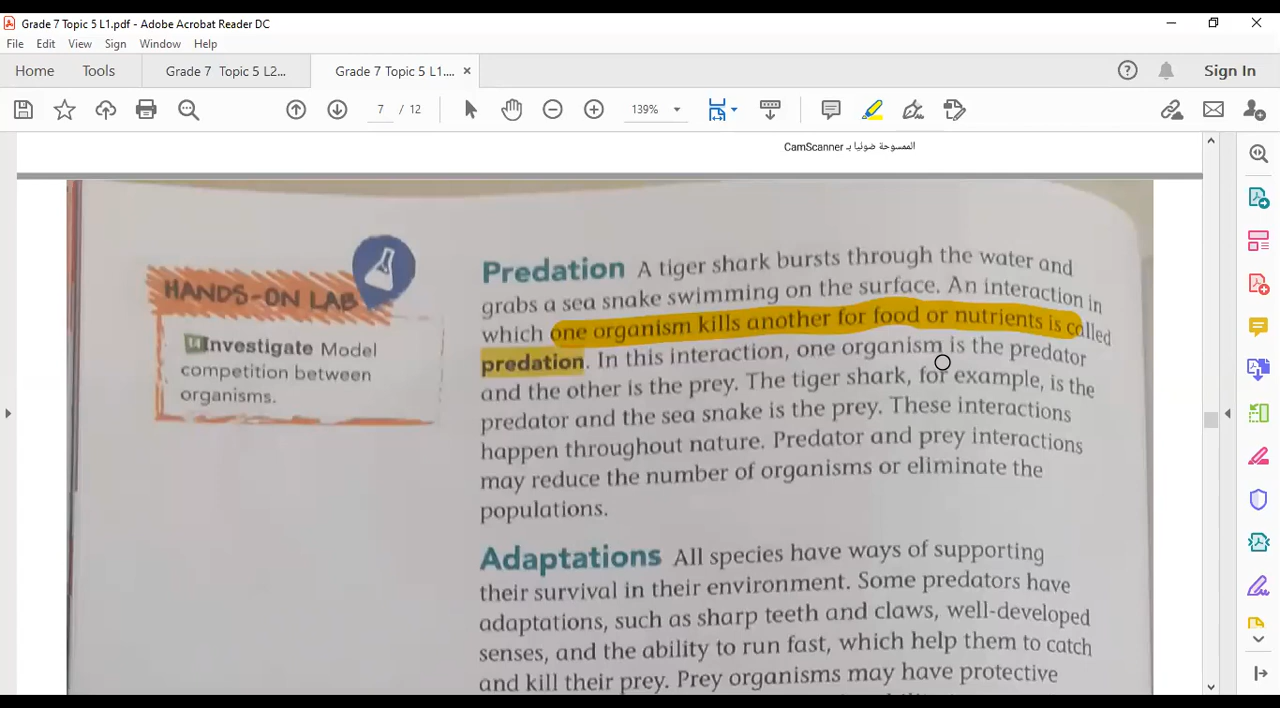 Grade 7 Topic 5 L1.pdf - Adobe Acrobat Reader DC
File Edit View Sign Window Help
Home Tools Grade 7 Topic 5 L2... Grade 7 Topic 5 L1.... ×
Sign In
7 / 12 139%
الممسوحة ضوئيا بـ CamScanner
HANDS-ON LAB
Investigate Model
competition between
organisms.
Predation A tiger shark bursts through the water and
grabs a sea snake swimming on the surface. An interaction in
which one organism kills another for food or nutrients is called
predation. In this interaction, one organism is the predator
and the other is the prey. The tiger shark, for example, is the
predator and the sea snake is the prey. These interactions
happen throughout nature. Predator and prey interactions
may reduce the number of organisms or eliminate the
populations.
Adaptations All species have ways of supporting
their survival in their environment. Some predators have
adaptations, such as sharp teeth and claws, well-developed
senses, and the ability to run fast, which help them to catch
and kill their prey. Prey organisms may have protective